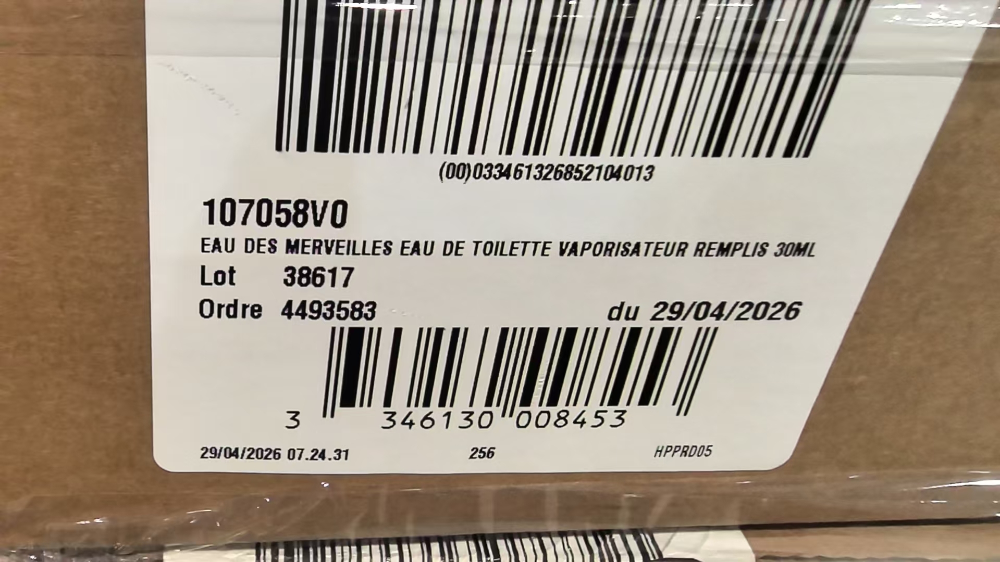 (00)033461326852104013
107058V0
EAU DES MERVEILLES EAU DE TOILETTE VAPORISATEUR REMPLIS 30ML
Lot 38617
Ordre 4493583 du 29/04/2026
3 346130 008453
29/04/2026 07.24.31 256 HPPRD05